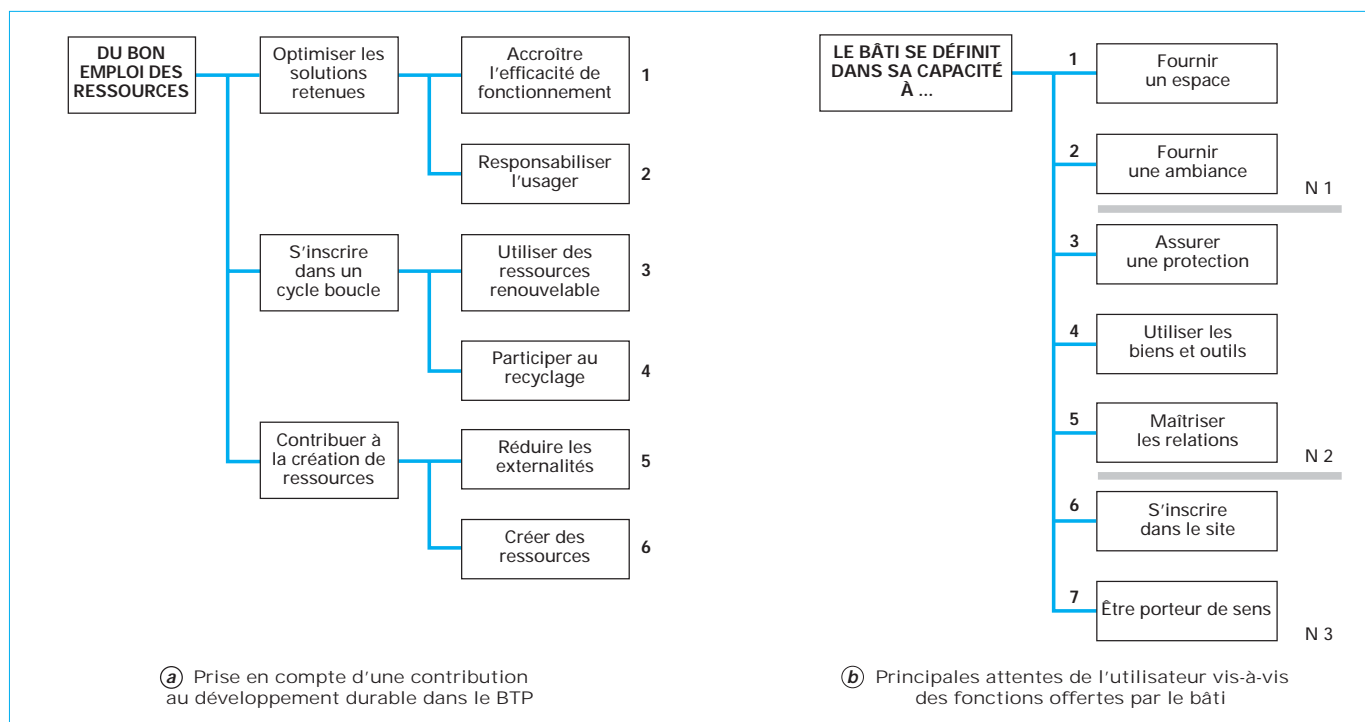 DU BON
EMPLOI DES
RESSOURCES
Optimiser les
solutions
retenues
Accroître
l'efficacité de
fonctionnement
1
Responsabiliser
l'usager
2
S'inscrire
dans un
cycle boucle
Utiliser des
ressources
renouvelable
3
Participer au
recyclage
4
Contribuer à
la création de
ressources
Réduire les
externalités
5
Créer des
ressources
6
a Prise en compte d'une contribution
au développement durable dans le BTP
LE BÂTI SE DÉFINIT
DANS SA CAPACITÉ
À ...
1
Fournir
un espace
2
Fournir
une ambiance
N 1
3
Assurer
une protection
4
Utiliser les
biens et outils
5
Maîtriser
les relations
N 2
6
S'inscrire
dans le site
7
Être porteur de sens
N 3
b Principales attentes de l'utilisateur vis-à-vis
des fonctions offertes par le bâti